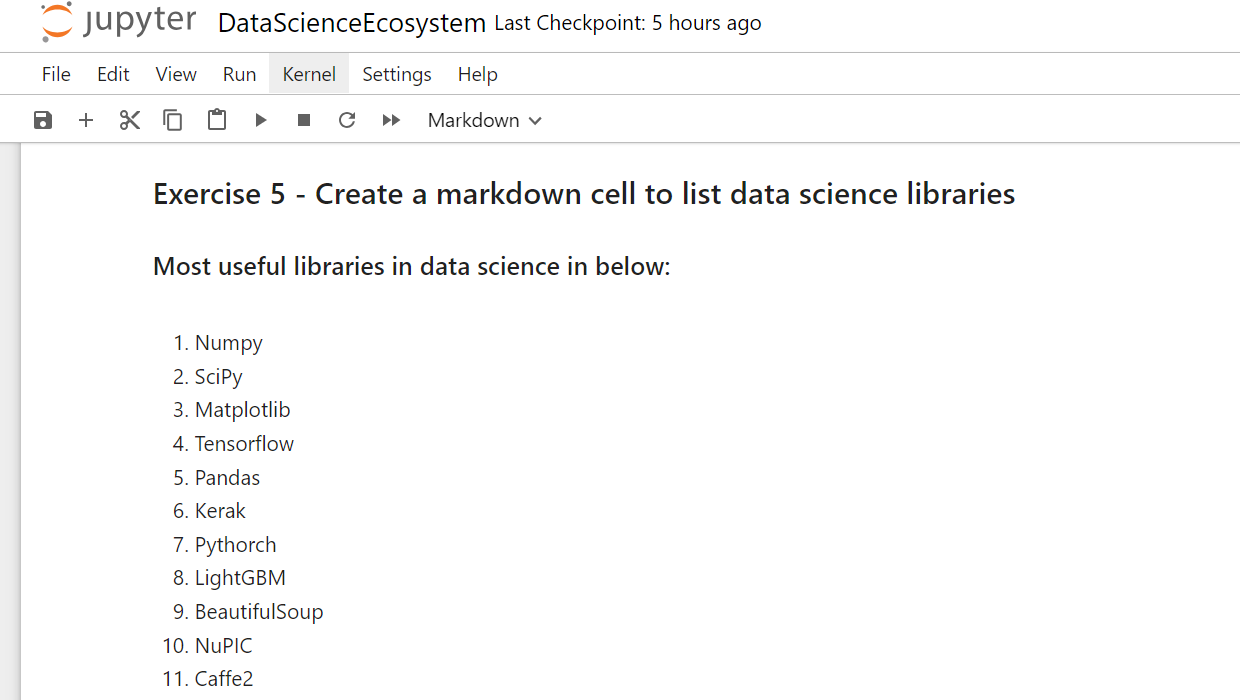 jupyter DataScienceEcosystem Last Checkpoint: 5 hours ago
File Edit View Run Kernel Settings Help
Markdown
Exercise 5 - Create a markdown cell to list data science libraries
Most useful libraries in data science in below:
1. Numpy
2. SciPy
3. Matplotlib
4. Tensorflow
5. Pandas
6. Kerak
7. Pythorch
8. LightGBM
9. BeautifulSoup
10. NuPIC
11. Caffe2